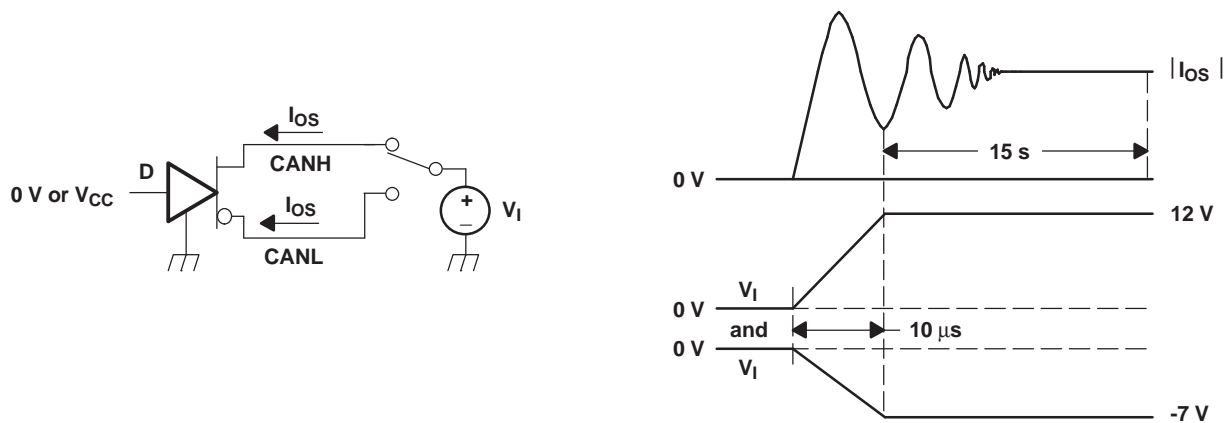 I_OS
CANH
D
0 V or V_CC
I_OS
CANL
+
–
V_I
|I_OS|
15 s
0 V
12 V
V_I
0 V
and
10 μs
0 V
V_I
-7 V